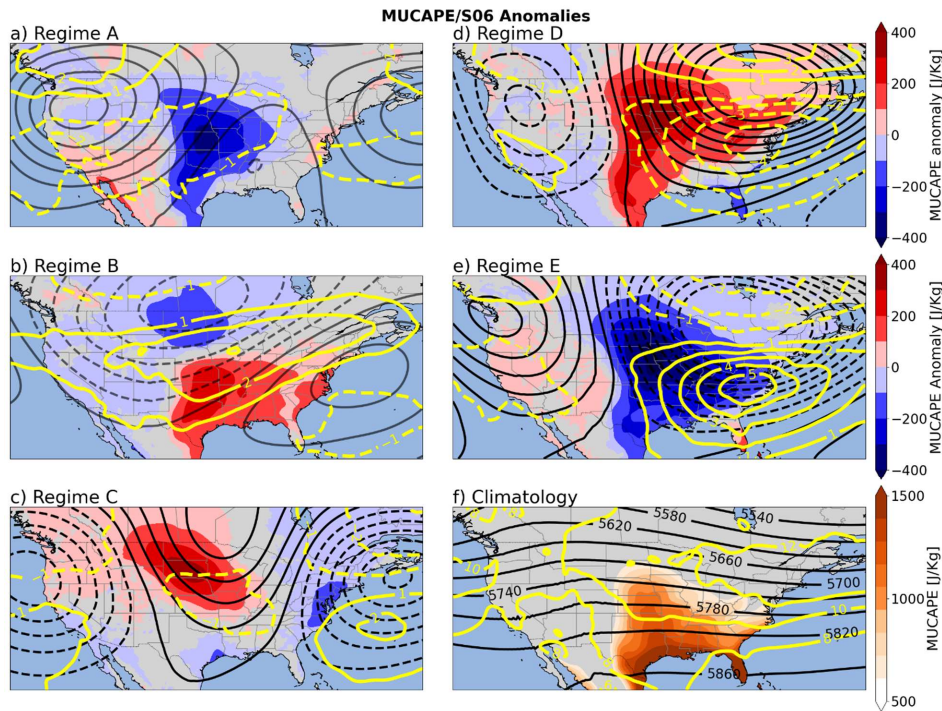 MUCAPE/S06 Anomalies
a) Regime A
d) Regime D
400
200
0
−200
−400
MUCAPE anomaly [J/Kg]
b) Regime B
e) Regime E
400
200
0
−200
−400
MUCAPE Anomaly [J/Kg]
c) Regime C
f) Climatology
5580
5540
5620
5660
5700
5740
5780
5820
5860
10
10
1500
1000
500
MUCAPE [J/Kg]